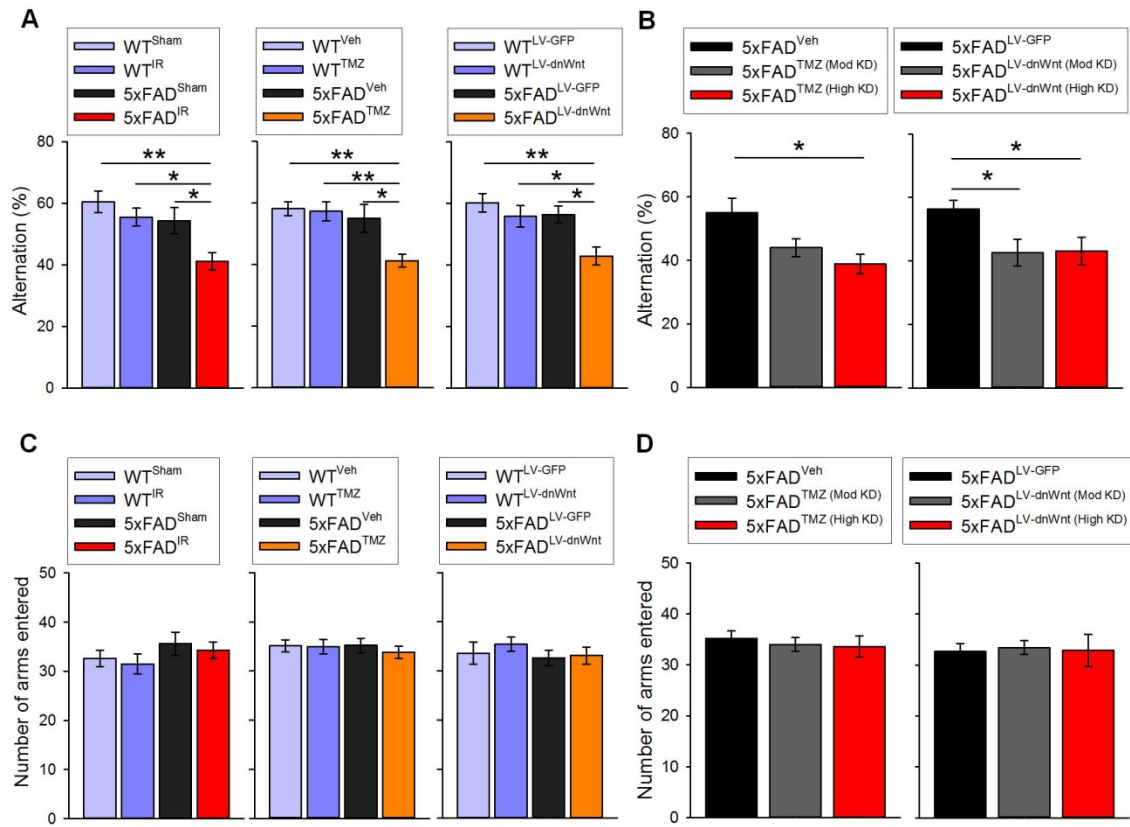 A
WT^Sham
WT^IR
5xFAD^Sham
5xFAD^IR
WT^Veh
WT^TMZ
5xFAD^Veh
5xFAD^TMZ
WT^LV-GFP
WT^LV-dnWnt
5xFAD^LV-GFP
5xFAD^LV-dnWnt
Alternation (%)
80
60
40
20
0
**
*
*
**
**
*
**
*
*
B
5xFAD^Veh
5xFAD^TMZ (Mod KD)
5xFAD^TMZ (High KD)
5xFAD^LV-GFP
5xFAD^LV-dnWnt (Mod KD)
5xFAD^LV-dnWnt (High KD)
Alternation (%)
80
60
40
20
0
*
*
*
C
WT^Sham
WT^IR
5xFAD^Sham
5xFAD^IR
WT^Veh
WT^TMZ
5xFAD^Veh
5xFAD^TMZ
WT^LV-GFP
WT^LV-dnWnt
5xFAD^LV-GFP
5xFAD^LV-dnWnt
Number of arms entered
50
40
30
20
10
0
D
5xFAD^Veh
5xFAD^TMZ (Mod KD)
5xFAD^TMZ (High KD)
5xFAD^LV-GFP
5xFAD^LV-dnWnt (Mod KD)
5xFAD^LV-dnWnt (High KD)
Number of arms entered
50
40
30
20
10
0